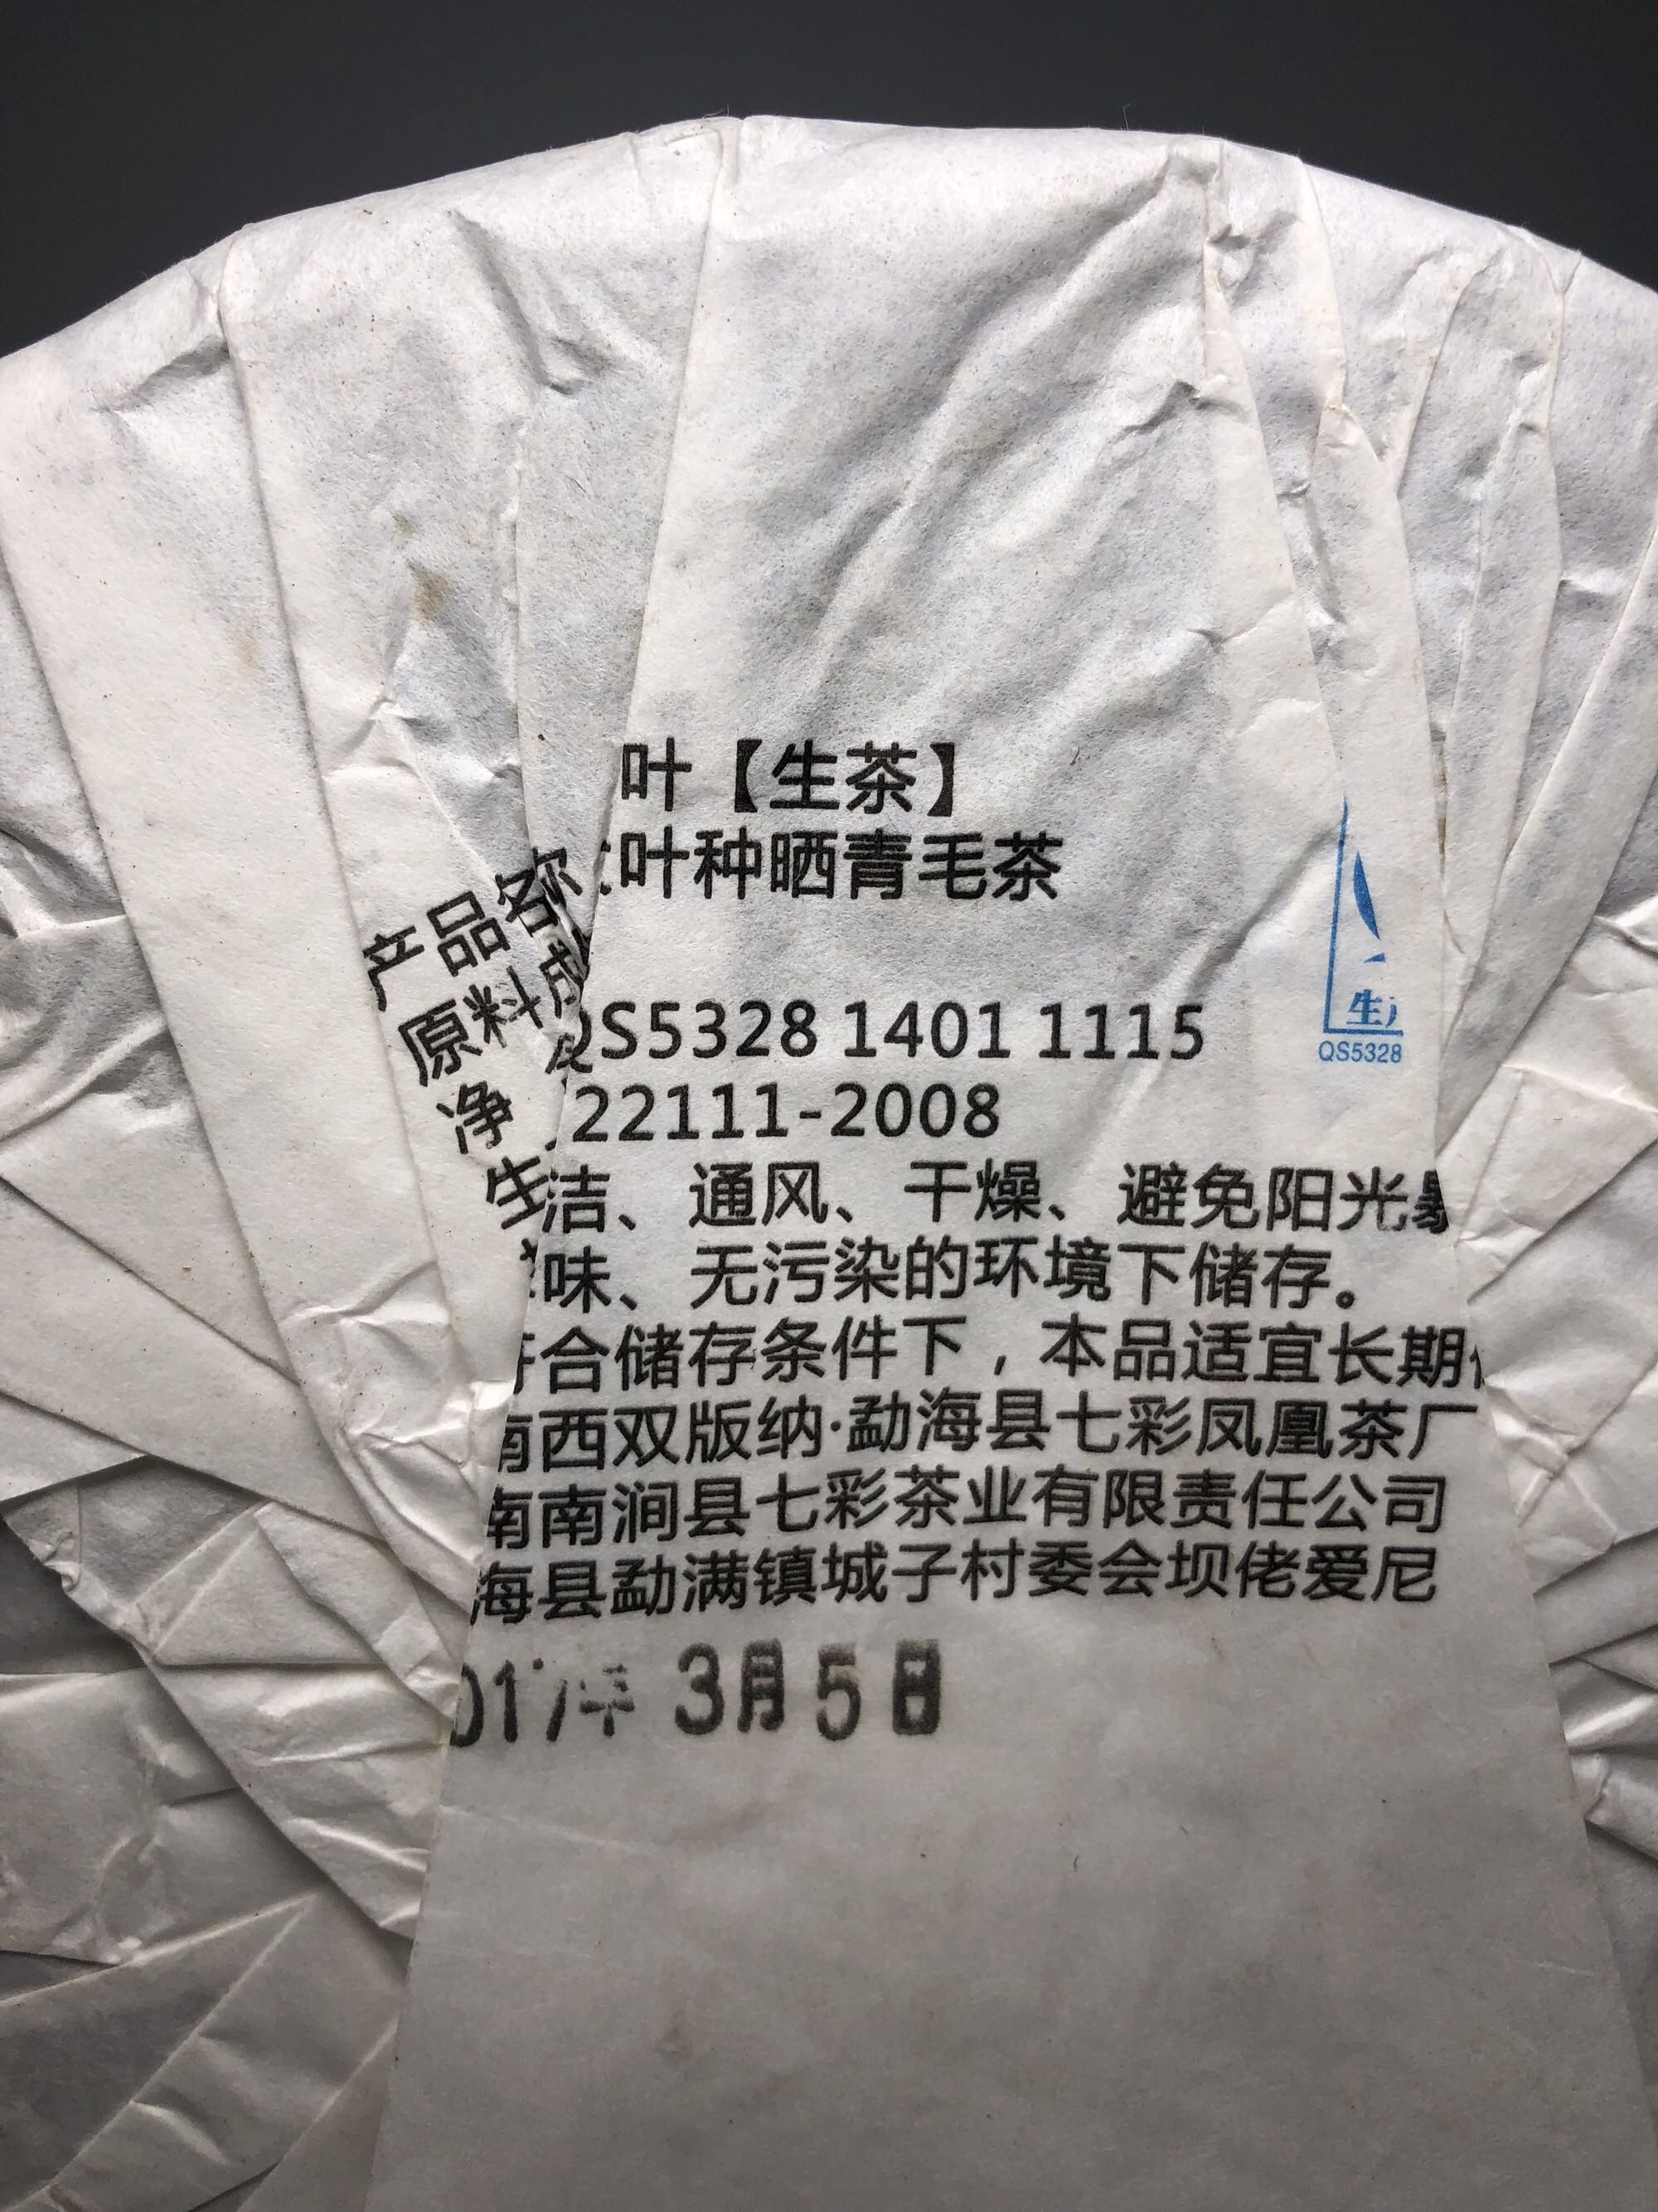 产品名称
原料成
净
生
叶【生茶】
叶种晒青毛茶
QS5328 1401 1115
22111-2008
洁、通风、干燥、避免阳光暴
味、无污染的环境下储存。
符合储存条件下，本品适宜长期
南西双版纳·勐海县七彩凤凰茶厂
南南涧县七彩茶业有限责任公司
海县勐满镇城子村委会坝佬爱尼
017年 3月5日
生产
QS5328